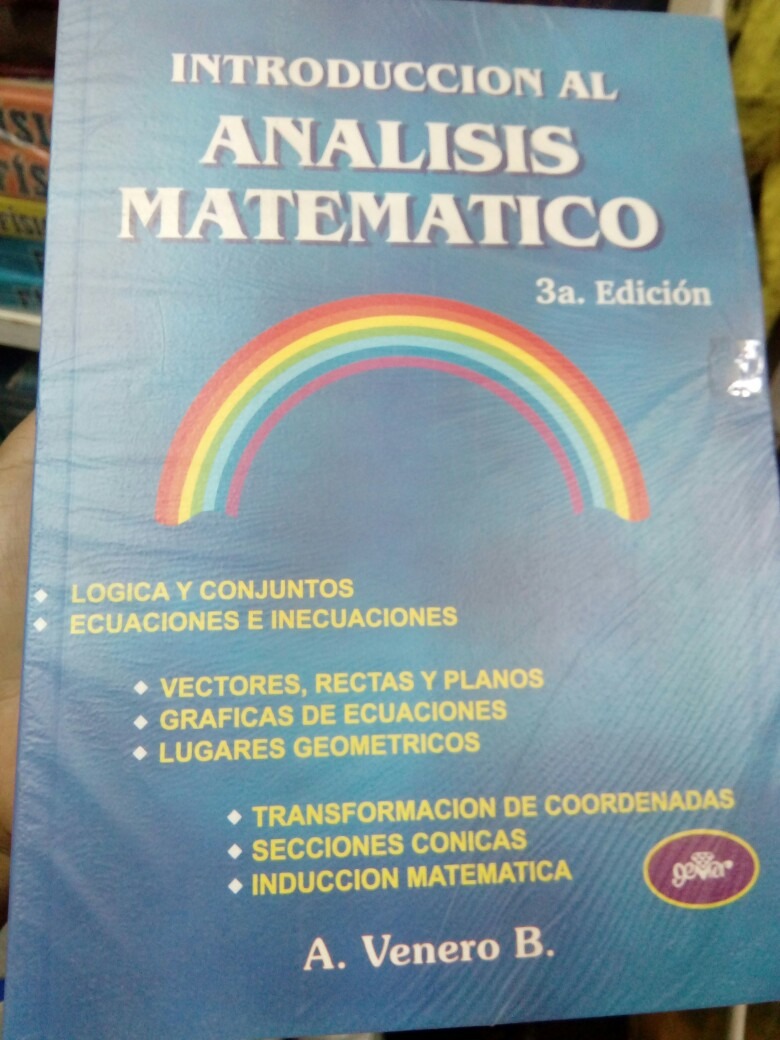 INTRODUCCION AL
ANALISIS
MATEMATICO
3a. Edición
LOGICA Y CONJUNTOS
ECUACIONES E INECUACIONES
VECTORES, RECTAS Y PLANOS
GRAFICAS DE ECUACIONES
LUGARES GEOMETRICOS
TRANSFORMACION DE COORDENADAS
SECCIONES CONICAS
INDUCCION MATEMATICA
gemar
A. Venero B.